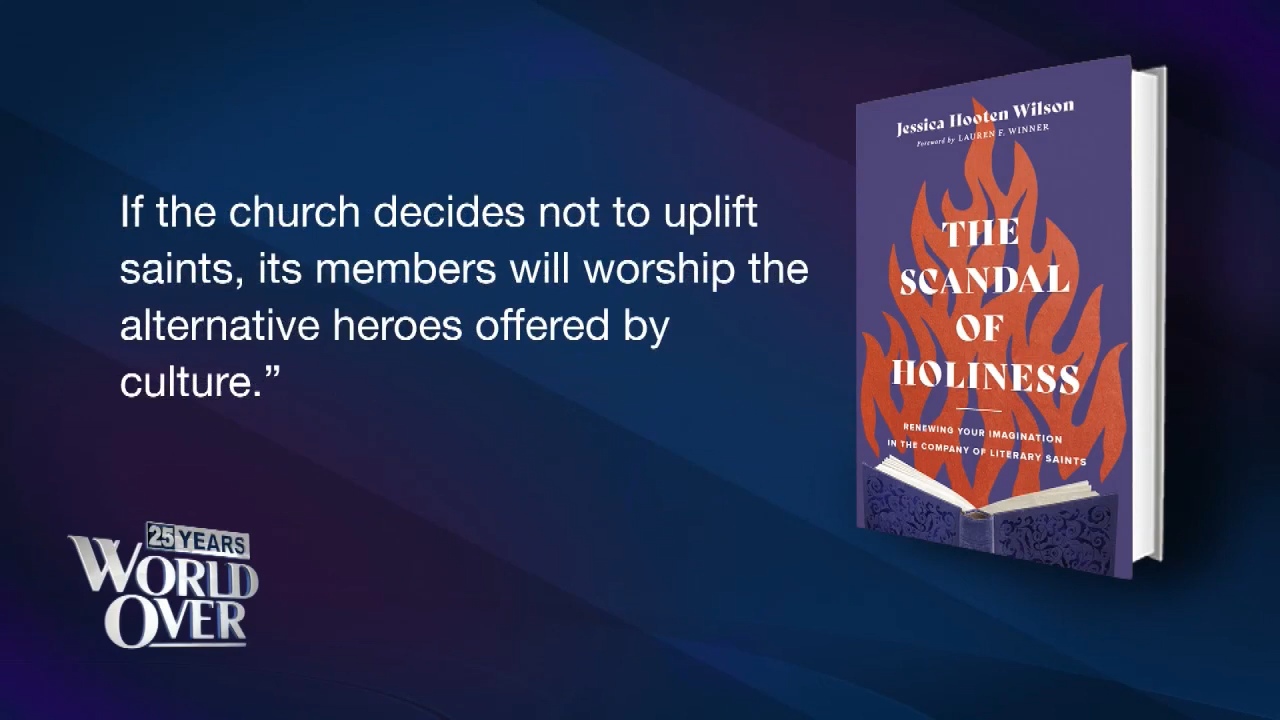 If the church decides not to uplift
saints, its members will worship the
alternative heroes offered by
culture.”
Jessica Hooten Wilson
Foreword by LAUREN F. WINNER
THE
SCANDAL
OF
HOLINESS
RENEWING YOUR IMAGINATION
IN THE COMPANY OF LITERARY SAINTS
25 YEARS
WORLD
OVER